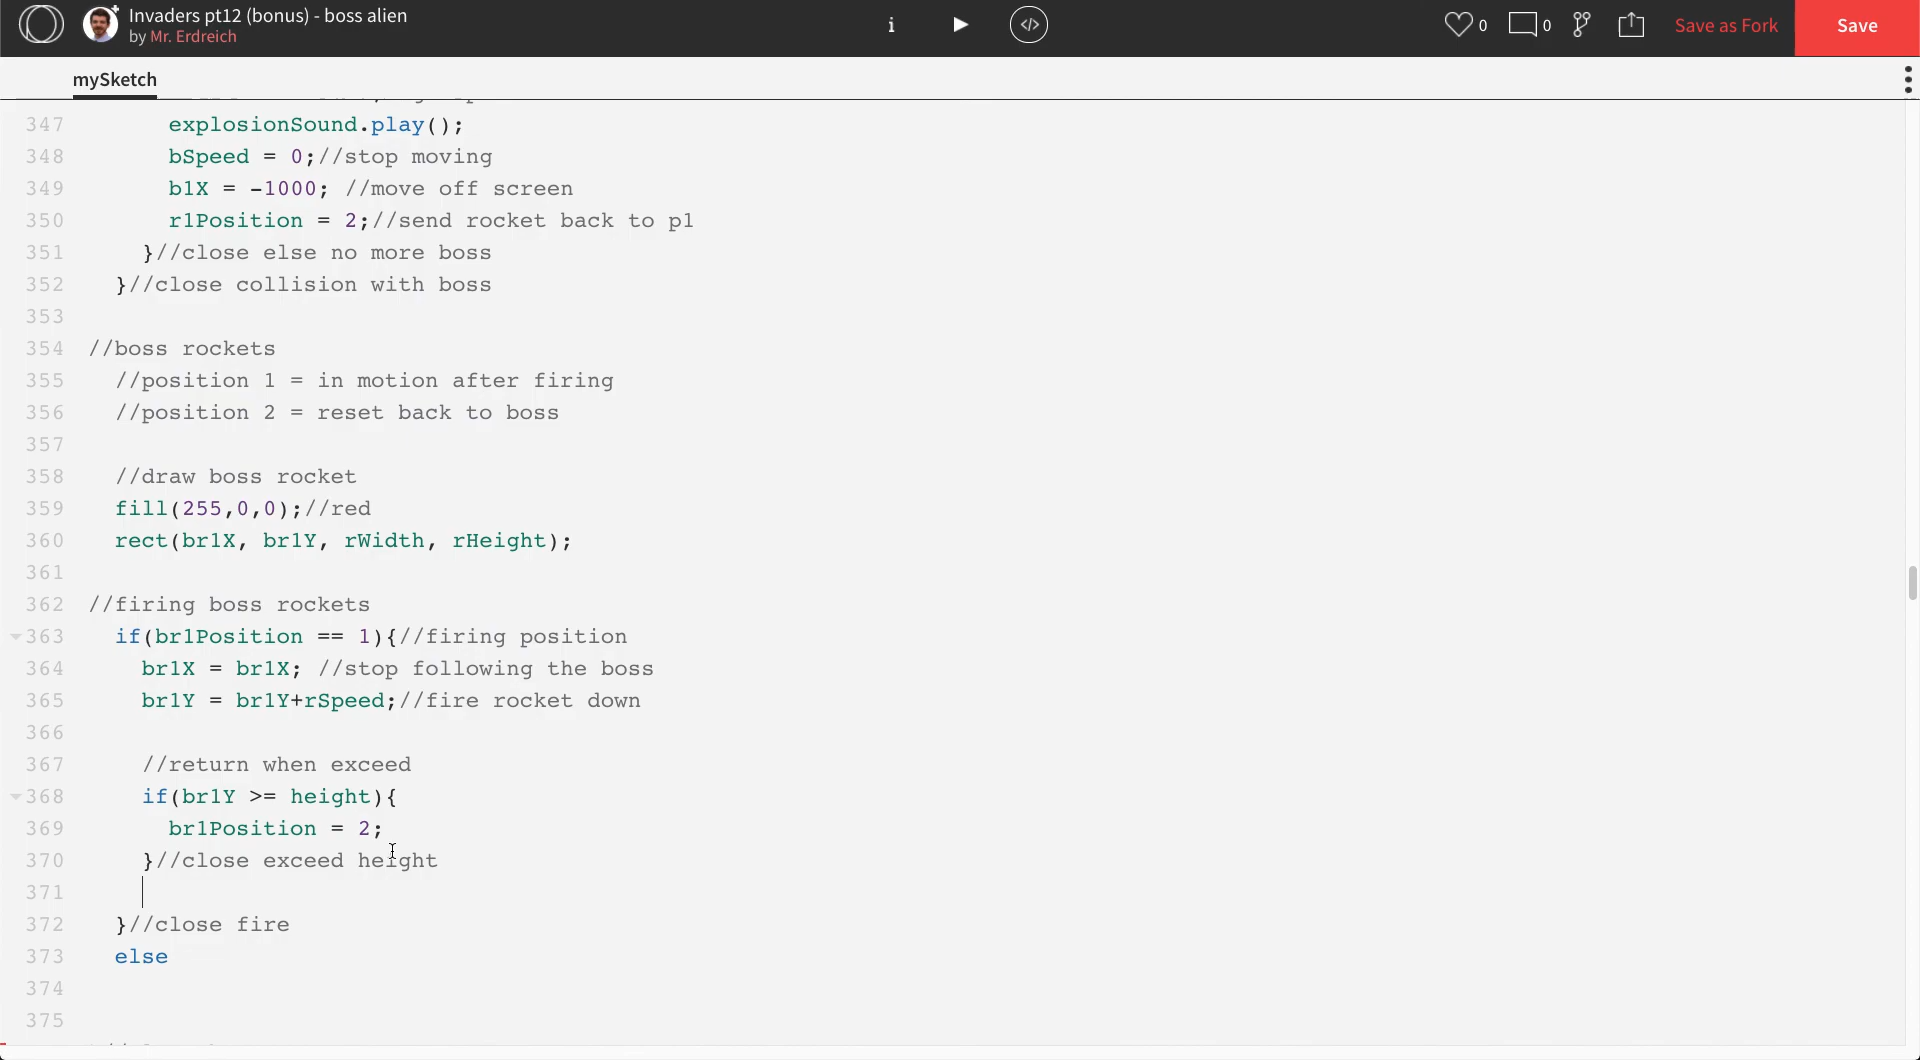 Invaders pt12 (bonus) - boss alien
by Mr. Erdreich
i
</>
0
0
Save as Fork
Save
mySketch
347 explosionSound.play();
348 bSpeed = 0;//stop moving
349 b1X = -1000; //move off screen
350 r1Position = 2;//send rocket back to p1
351 }//close else no more boss
352 }//close collision with boss
353
354 //boss rockets
355 //position 1 = in motion after firing
356 //position 2 = reset back to boss
357
358 //draw boss rocket
359 fill(255,0,0);//red
360 rect(br1X, br1Y, rWidth, rHeight);
361
362 //firing boss rockets
363 if(br1Position == 1){//firing position
364 br1X = br1X; //stop following the boss
365 br1Y = br1Y+rSpeed;//fire rocket down
366
367 //return when exceed
368 if(br1Y >= height){
369 br1Position = 2;
370 }//close exceed height
371
372 }//close fire
373 else
374
375